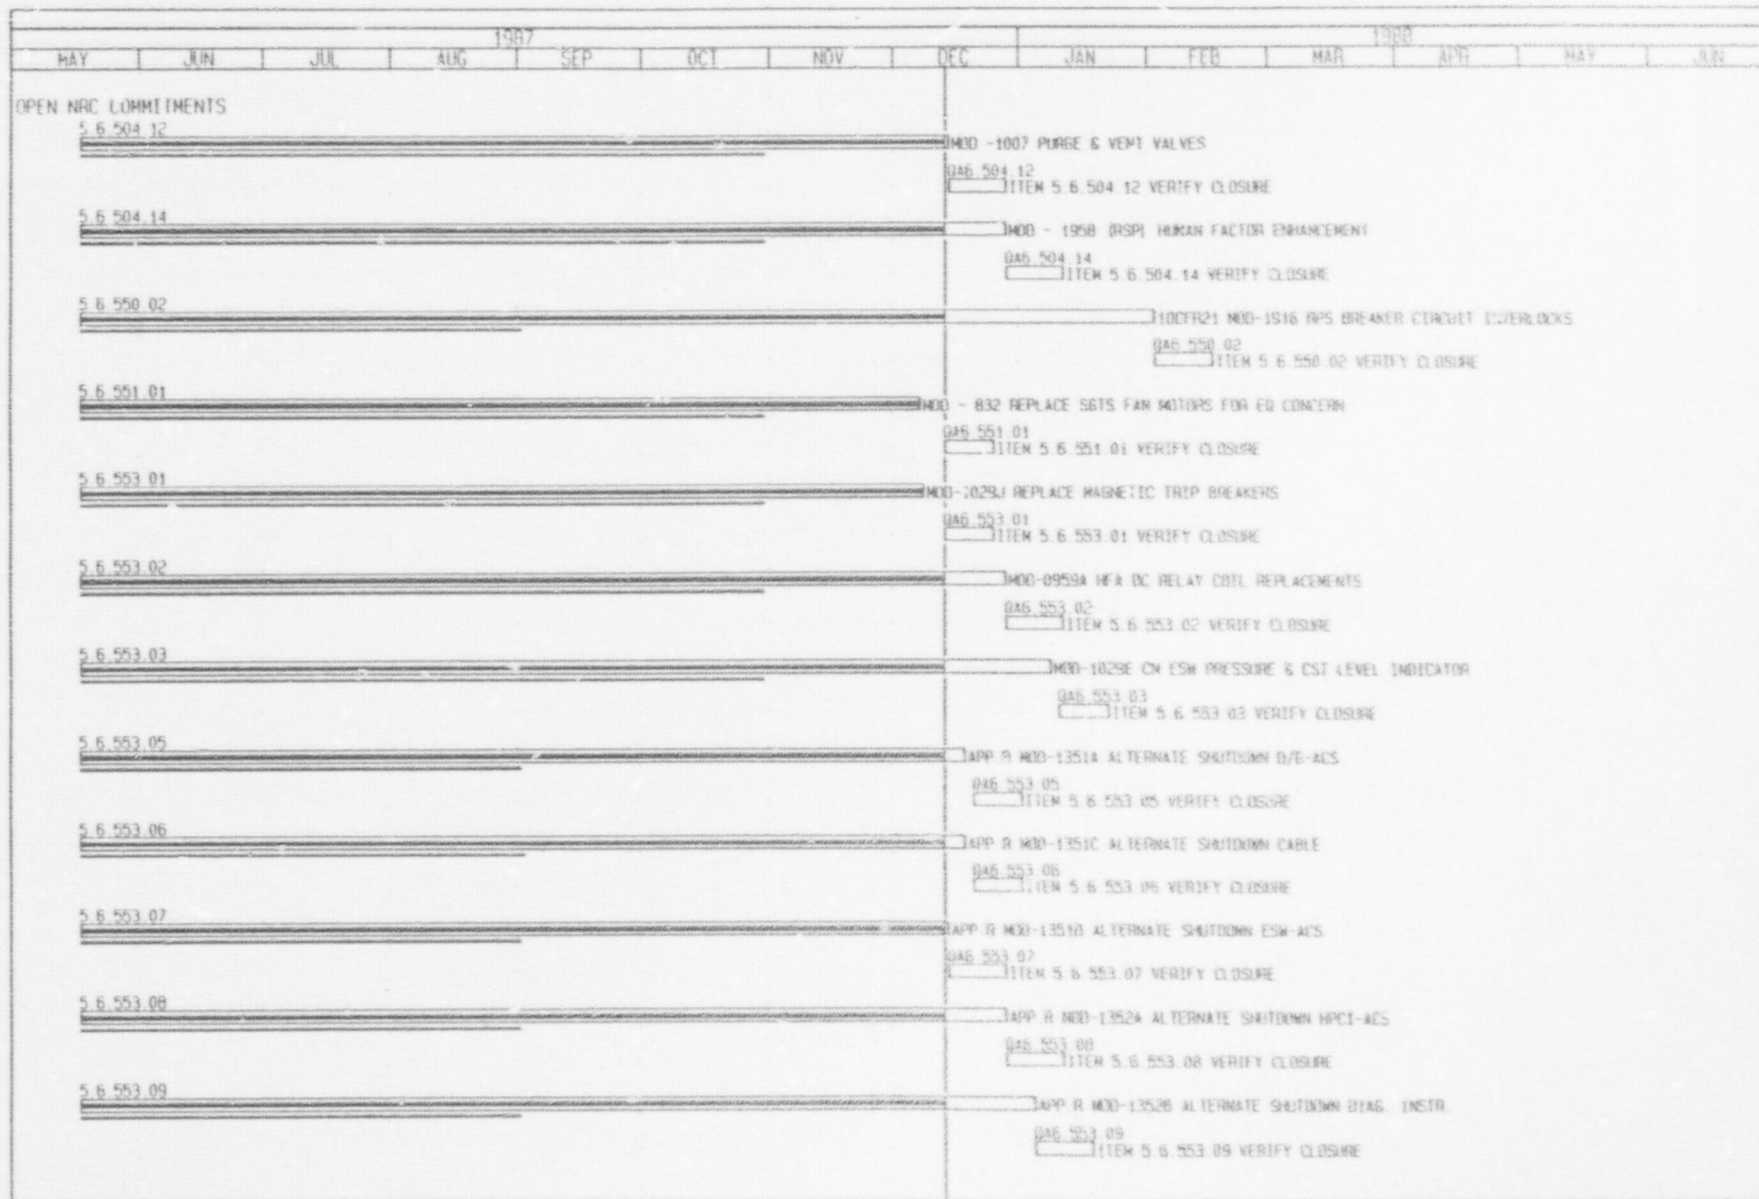 1987 1988
MAY JUN JUL AUG SEP OCT NOV DEC JAN FEB MAR APR MAY JUN
OPEN NRC COMMITMENTS
5.6.504.12
MOD -1007 PURGE & VENT VALVES
QA6.504.12
ITEM 5.6.504.12 VERIFY CLOSURE
5.6.504.14
MOD - 1958 (RSP) HUMAN FACTOR ENHANCEMENT
QA6.504.14
ITEM 5.6.504.14 VERIFY CLOSURE
5.6.550.02
10CFR21 MOD-1916 RPS BREAKER CIRCUIT INTERLOCKS
QA6.550.02
ITEM 5.6.550.02 VERIFY CLOSURE
5.6.551.01
MOD - 832 REPLACE SGTS FAN MOTORS FOR EQ CONCERN
QA6.551.01
ITEM 5.6.551.01 VERIFY CLOSURE
5.6.553.01
REPLACE MAGNETIC TRIP BREAKERS
QA6.553.01
ITEM 5.6.553.01 VERIFY CLOSURE
5.6.553.02
MOD-0959A HFA DC RELAY COIL REPLACEMENTS
QA6.553.02
ITEM 5.6.553.02 VERIFY CLOSURE
5.6.553.03
MOD-1029E CW ESW PRESSURE & CST LEVEL INDICATOR
QA6.553.03
ITEM 5.6.553.03 VERIFY CLOSURE
5.6.553.05
APP.R MOD-1351A ALTERNATE SHUTDOWN D/G-ACS
QA6.553.05
ITEM 5.6.553.05 VERIFY CLOSURE
5.6.553.06
APP.R MOD-1351C ALTERNATE SHUTDOWN CABLE
QA6.553.06
ITEM 5.6.553.06 VERIFY CLOSURE
5.6.553.07
APP.R MOD-1351B ALTERNATE SHUTDOWN ESW-ACS
QA6.553.07
ITEM 5.6.553.07 VERIFY CLOSURE
5.6.553.08
APP.R MOD-1352A ALTERNATE SHUTDOWN HPCI-ACS
QA6.553.08
ITEM 5.6.553.08 VERIFY CLOSURE
5.6.553.09
APP.R MOD-1352B ALTERNATE SHUTDOWN DIAG. INSTR.
QA6.553.09
ITEM 5.6.553.09 VERIFY CLOSURE